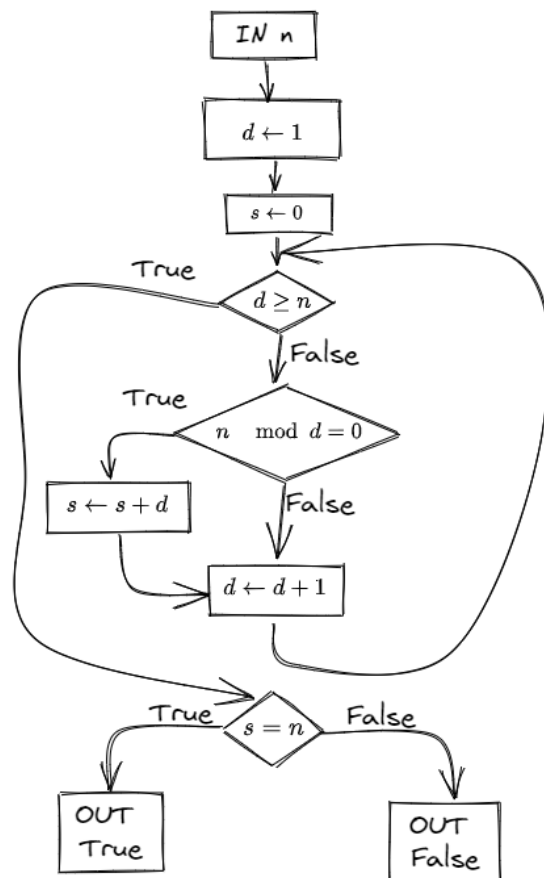 IN n
d ← 1
s ← 0
True
d ≥ n
False
True
n mod d = 0
s ← s + d
False
d ← d + 1
True
s = n
False
OUT
True
OUT
False